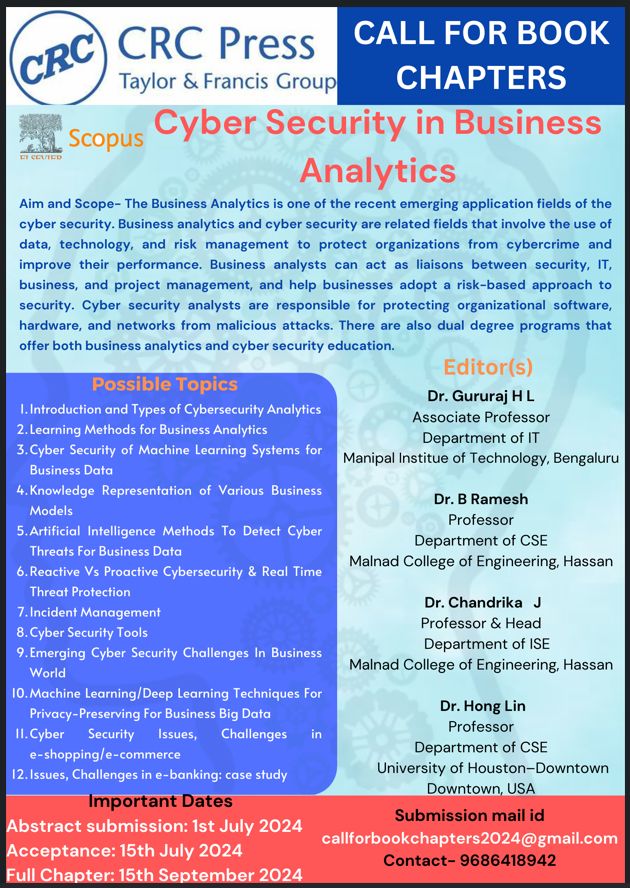 CRC
CRC Press
Taylor & Francis Group
CALL FOR BOOK
CHAPTERS
ELSEVIER
Scopus
Cyber Security in Business
Analytics
Aim and Scope- The Business Analytics is one of the recent emerging application fields of the
cyber security. Business analytics and cyber security are related fields that involve the use of
data, technology, and risk management to protect organizations from cybercrime and
improve their performance. Business analysts can act as liaisons between security, IT,
business, and project management, and help businesses adopt a risk-based approach to
security. Cyber security analysts are responsible for protecting organizational software,
hardware, and networks from malicious attacks. There are also dual degree programs that
offer both business analytics and cyber security education.
Possible Topics
1. Introduction and Types of Cybersecurity Analytics
2. Learning Methods for Business Analytics
3. Cyber Security of Machine Learning Systems for
Business Data
4. Knowledge Representation of Various Business
Models
5. Artificial Intelligence Methods To Detect Cyber
Threats For Business Data
6. Reactive Vs Proactive Cybersecurity & Real Time
Threat Protection
7. Incident Management
8. Cyber Security Tools
9. Emerging Cyber Security Challenges In Business
World
10. Machine Learning/Deep Learning Techniques For
Privacy-Preserving For Business Big Data
11. Cyber Security Issues, Challenges in
e-shopping/e-commerce
12. Issues, Challenges in e-banking: case study
Editor(s)
Dr. Gururaj H L
Associate Professor
Department of IT
Manipal Institue of Technology, Bengaluru
Dr. B Ramesh
Professor
Department of CSE
Malnad College of Engineering, Hassan
Dr. Chandrika J
Professor & Head
Department of ISE
Malnad College of Engineering, Hassan
Dr. Hong Lin
Professor
Department of CSE
University of Houston–Downtown
Downtown, USA
Important Dates
Abstract submission: 1st July 2024
Acceptance: 15th July 2024
Full Chapter: 15th September 2024
Submission mail id
callforbookchapters2024@gmail.com
Contact- 9686418942